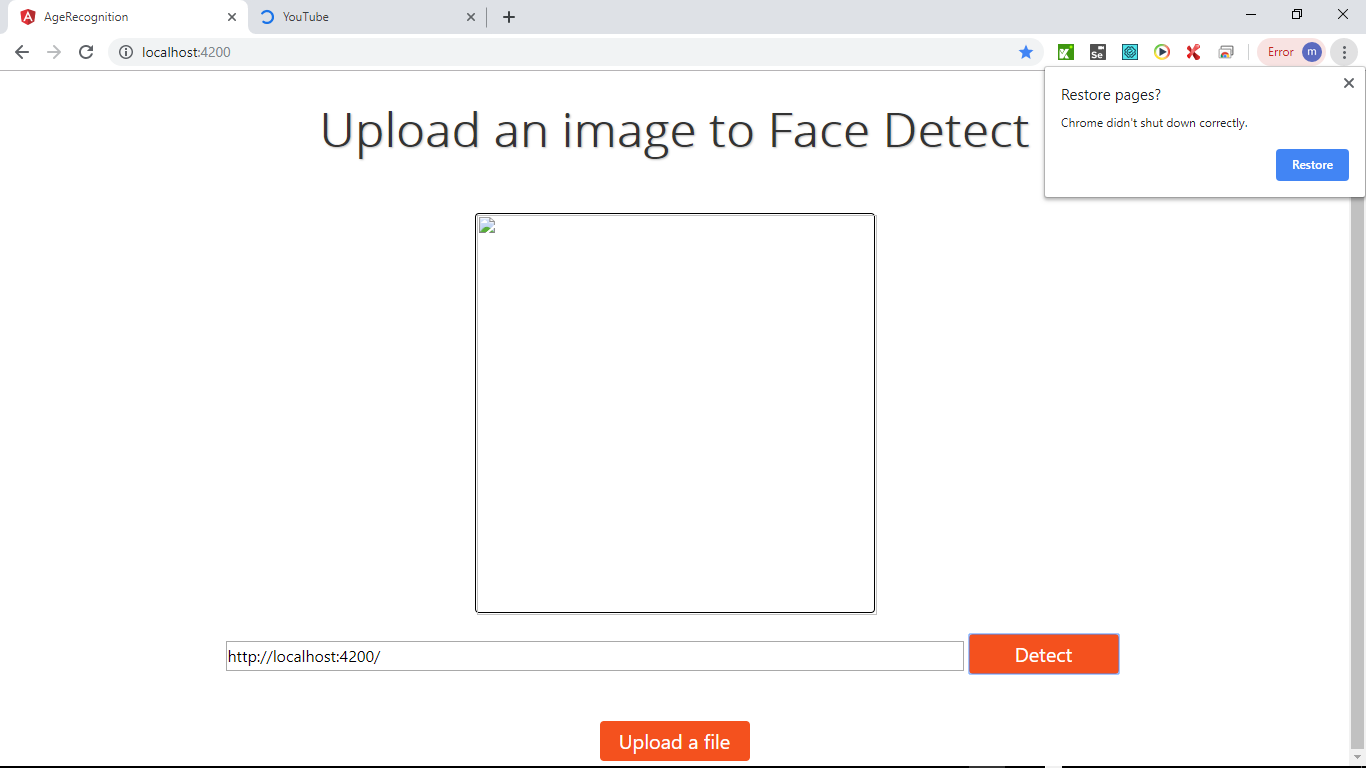 AgeRecognition
YouTube
localhost:4200
Se
Error
m
Restore pages?
Chrome didn't shut down correctly.
Restore
Upload an image to Face Detect
http://localhost:4200/
Detect
Upload a file